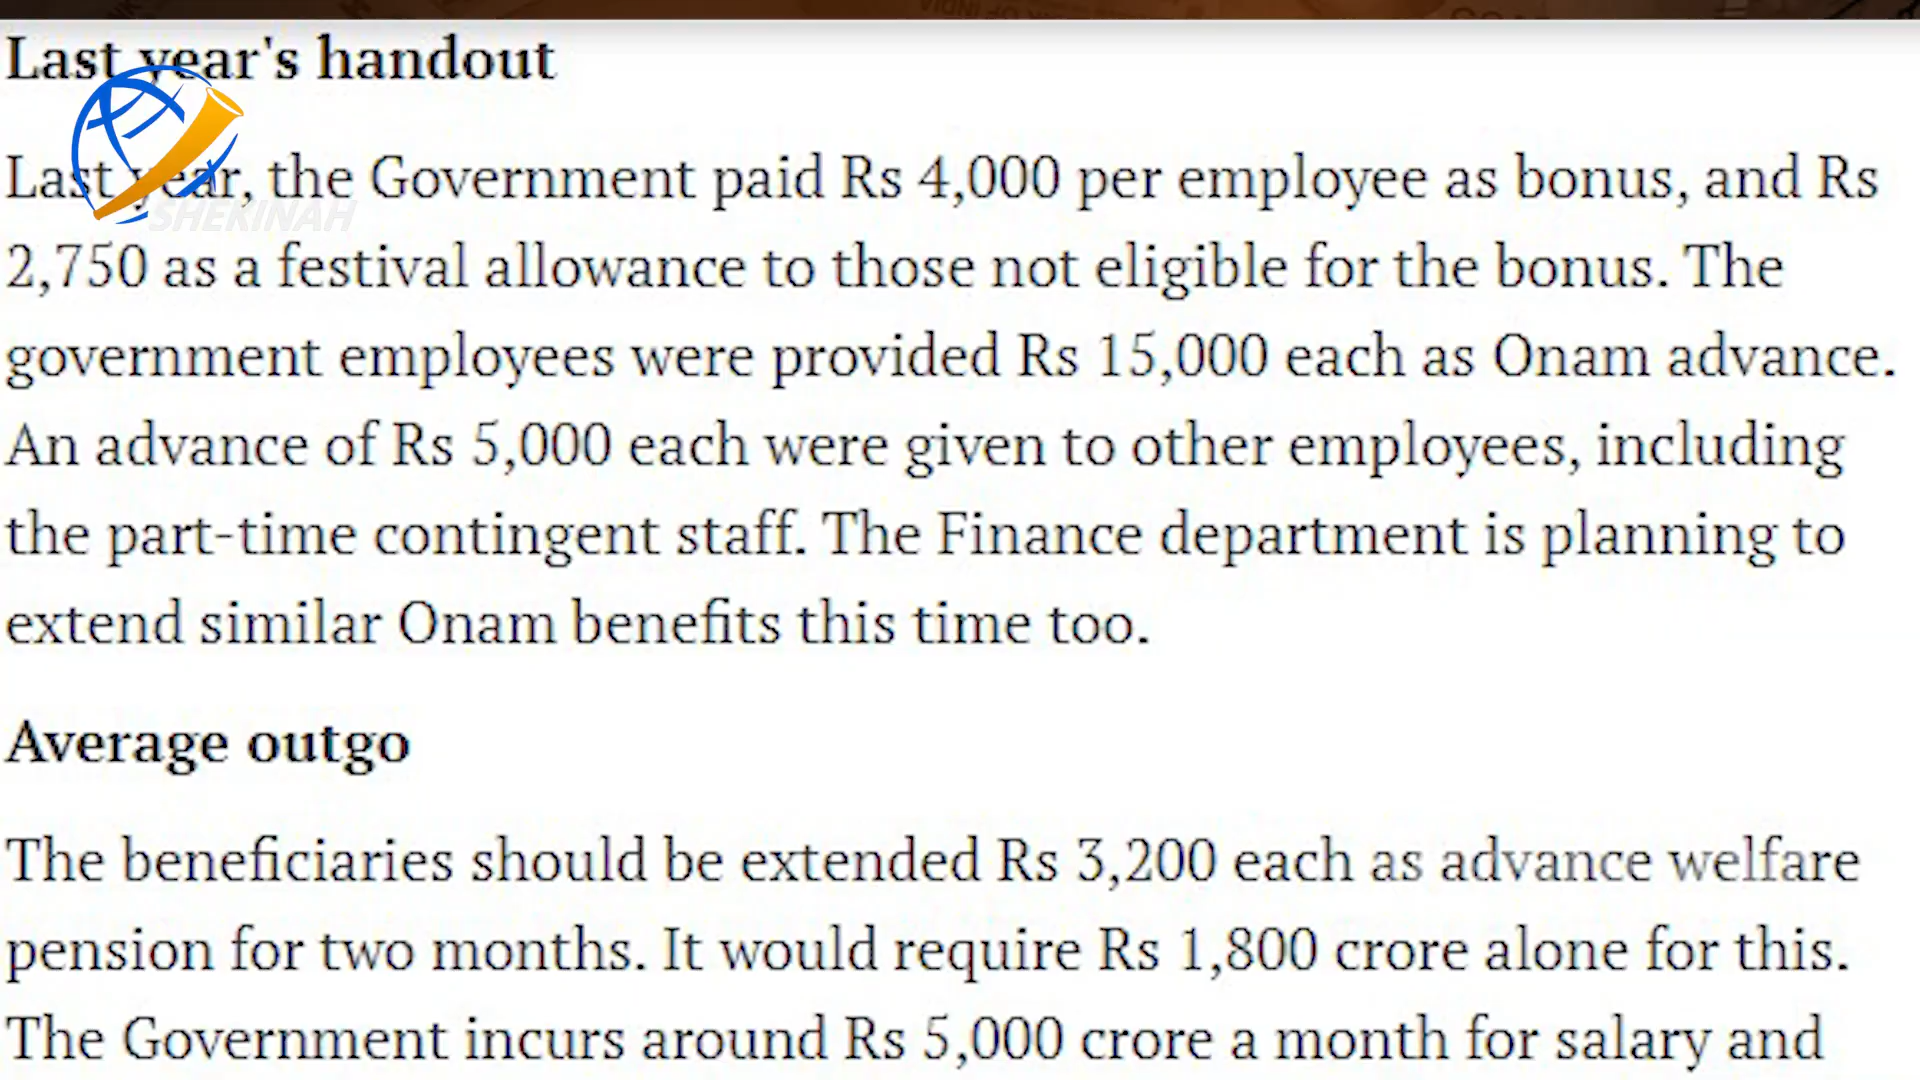 Last year's handout
Last year, the Government paid Rs 4,000 per employee as bonus, and Rs
2,750 as a festival allowance to those not eligible for the bonus. The
government employees were provided Rs 15,000 each as Onam advance.
An advance of Rs 5,000 each were given to other employees, including
the part-time contingent staff. The Finance department is planning to
extend similar Onam benefits this time too.
Average outgo
The beneficiaries should be extended Rs 3,200 each as advance welfare
pension for two months. It would require Rs 1,800 crore alone for this.
The Government incurs around Rs 5,000 crore a month for salary and
SHEKINAH